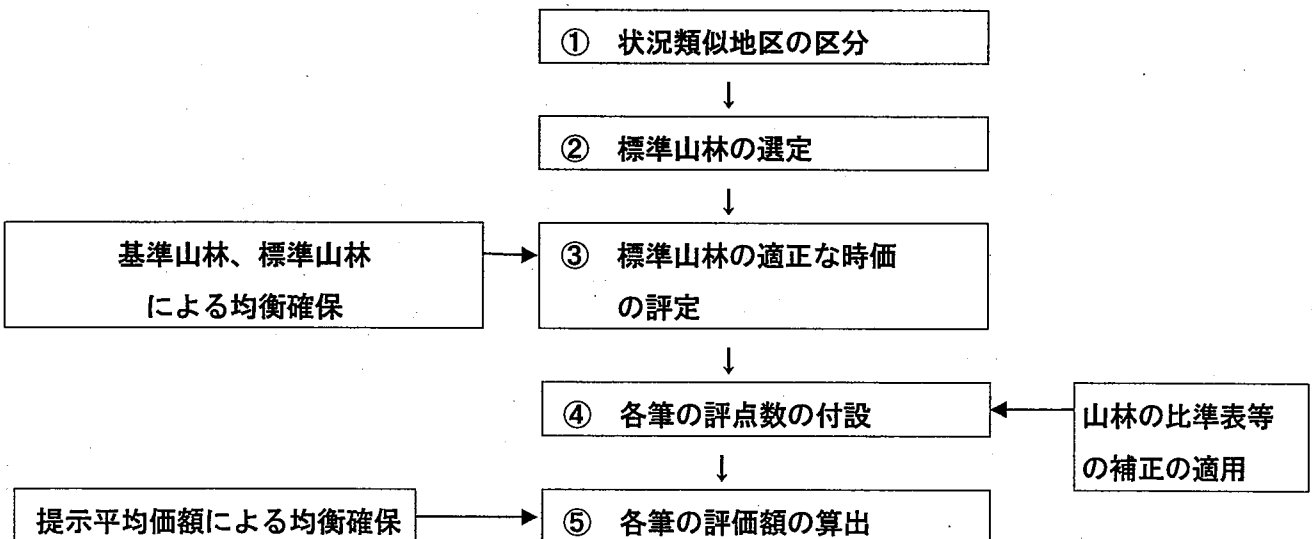 ① 状況類似地区の区分
↓
② 標準山林の選定
↓
基準山林、標準山林
による均衡確保
③ 標準山林の適正な時価
の評定
↓
④ 各筆の評点数の付設
山林の比準表等
の補正の適用
↓
提示平均価額による均衡確保
⑤ 各筆の評価額の算出